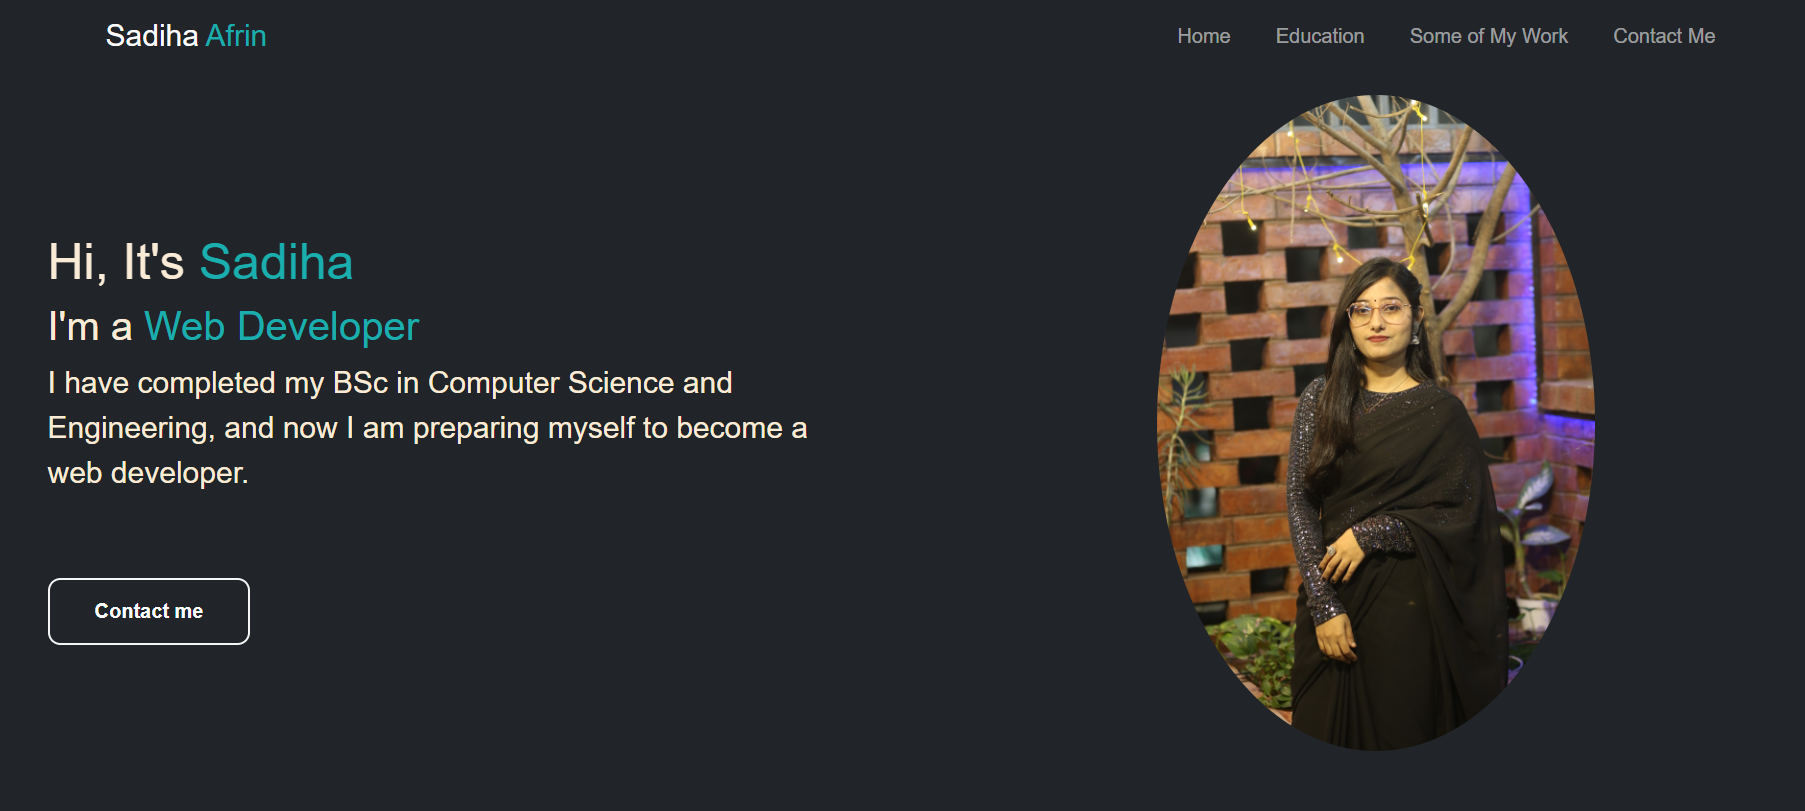 Sadiha Afrin
Home
Education
Some of My Work
Contact Me
Hi, It's Sadiha
I'm a Web Developer
I have completed my BSc in Computer Science and
Engineering, and now I am preparing myself to become a
web developer.
Contact me